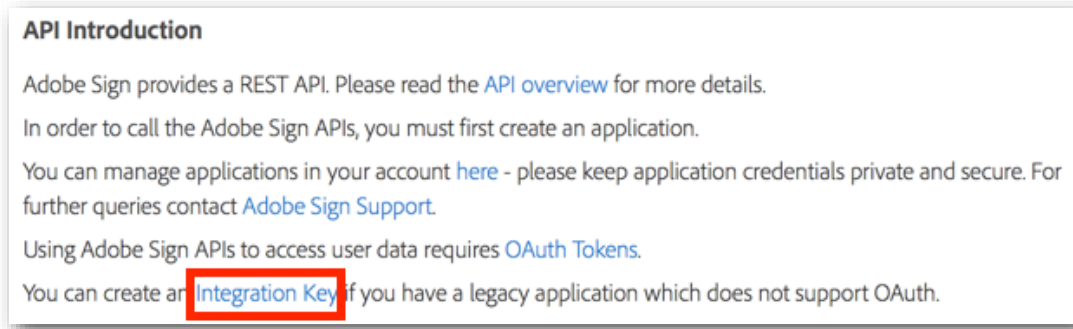 API Introduction
Adobe Sign provides a REST API. Please read the API overview for more details.
In order to call the Adobe Sign APIs, you must first create an application.
You can manage applications in your account here - please keep application credentials private and secure. For
further queries contact Adobe Sign Support.
Using Adobe Sign APIs to access user data requires OAuth Tokens.
You can create an Integration Key if you have a legacy application which does not support OAuth.